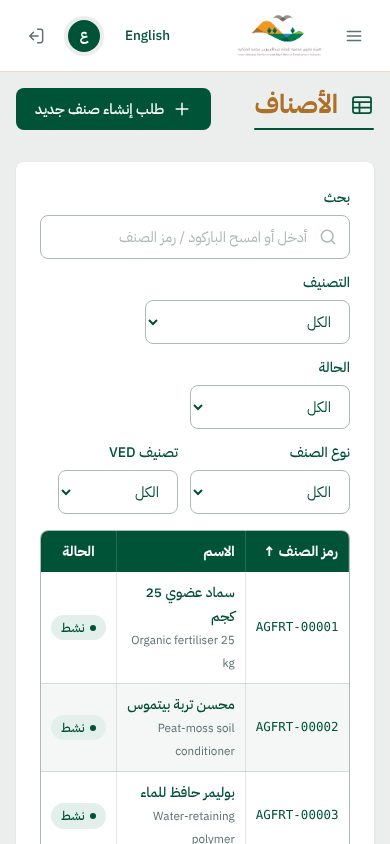 English
ع
الأصناف
طلب إنشاء صنف جديد
بحث
أدخل أو امسح الباركود / رمز الصنف
التصنيف
الكل
الحالة
الكل
نوع الصنف
تصنيف VED
الكل
الكل
رمز الصنف ↑
الاسم
الحالة
AGFRT-00001
سماد عضوي 25
كجم
Organic fertiliser 25
kg
نشط
AGFRT-00002
محسن تربة بيتموس
Peat-moss soil
conditioner
نشط
AGFRT-00003
بوليمر حافظ للماء
Water-retaining
polymer
نشط